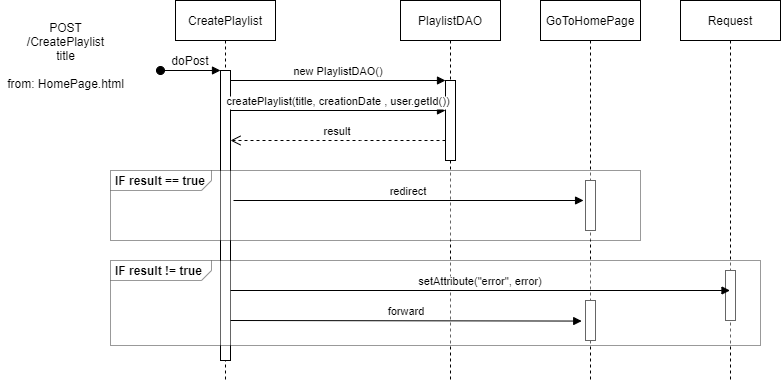 CreatePlaylist
PlaylistDAO
GoToHomePage
Request
POST
/CreatePlaylist
title
from: HomePage.html
doPost
new PlaylistDAO()
createPlaylist(title, creationDate , user.getId())
result
IF result == true
redirect
IF result != true
setAttribute("error", error)
forward